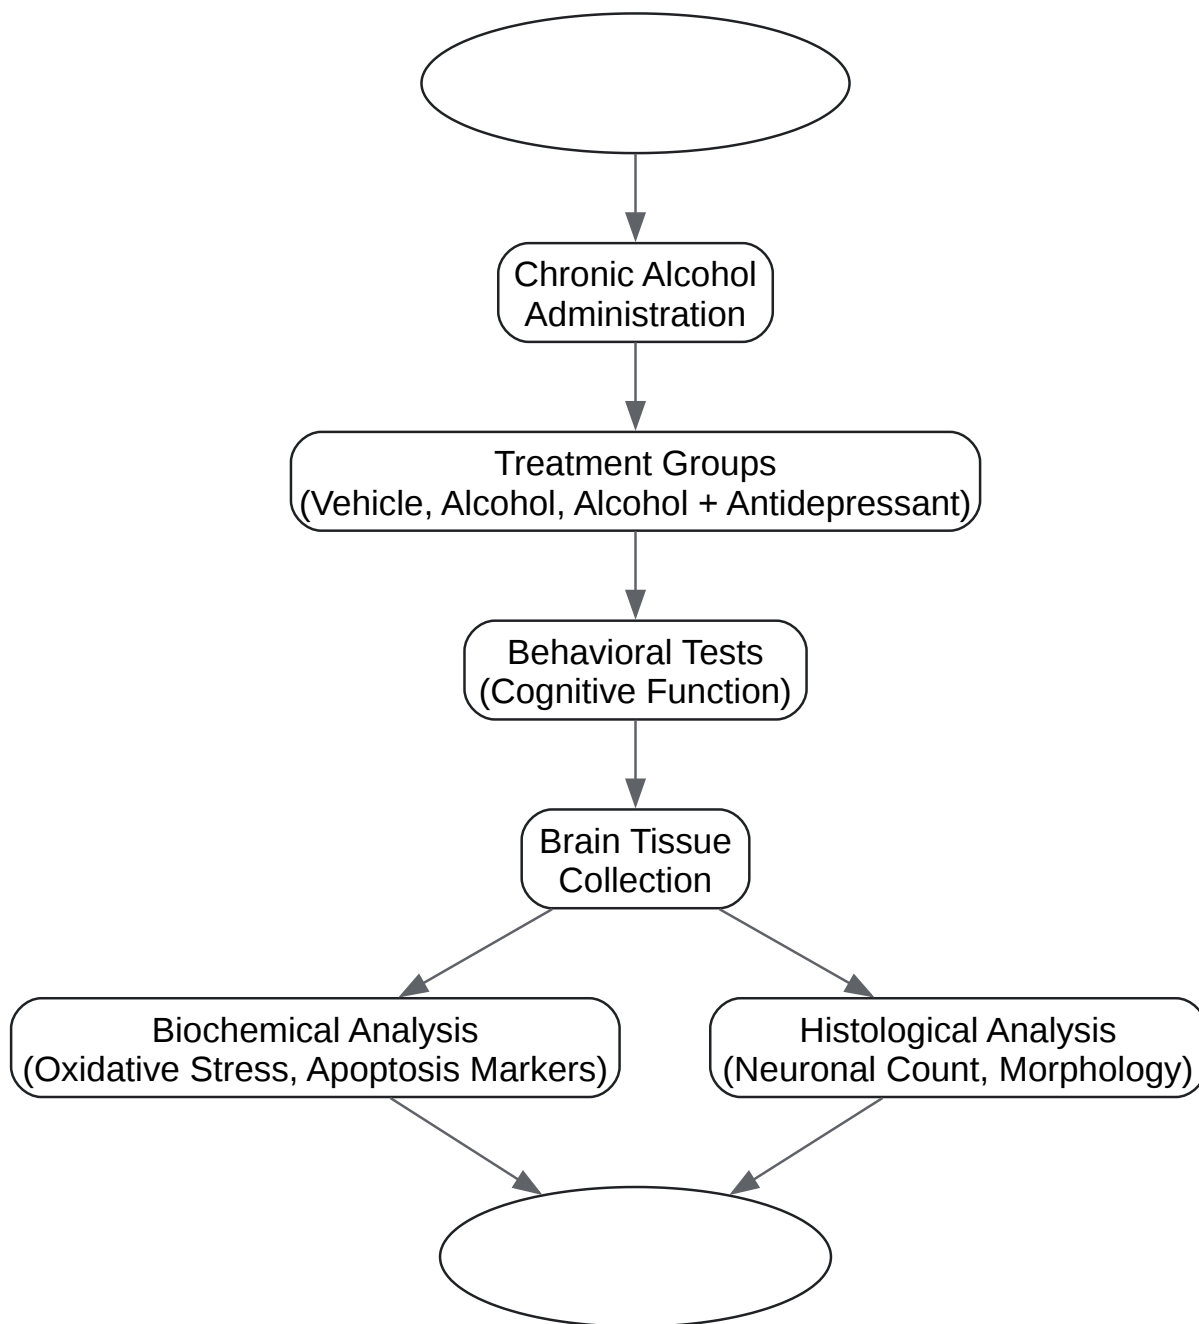 Chronic Alcohol
Administration
Treatment Groups
(Vehicle, Alcohol, Alcohol + Antidepressant)
Behavioral Tests
(Cognitive Function)
Brain Tissue
Collection
Biochemical Analysis
(Oxidative Stress, Apoptosis Markers)
Histological Analysis
(Neuronal Count, Morphology)